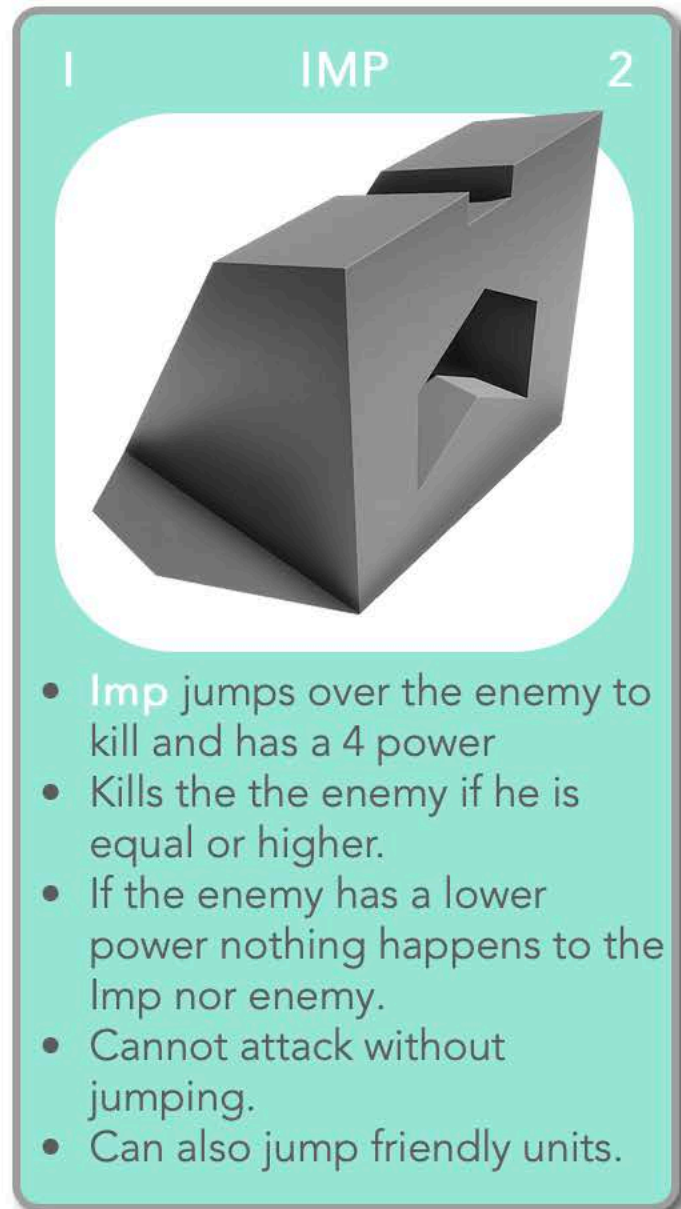 I IMP 2
• Imp jumps over the enemy to
kill and has a 4 power
• Kills the the enemy if he is
equal or higher.
• If the enemy has a lower
power nothing happens to the
Imp nor enemy.
• Cannot attack without
jumping.
• Can also jump friendly units.